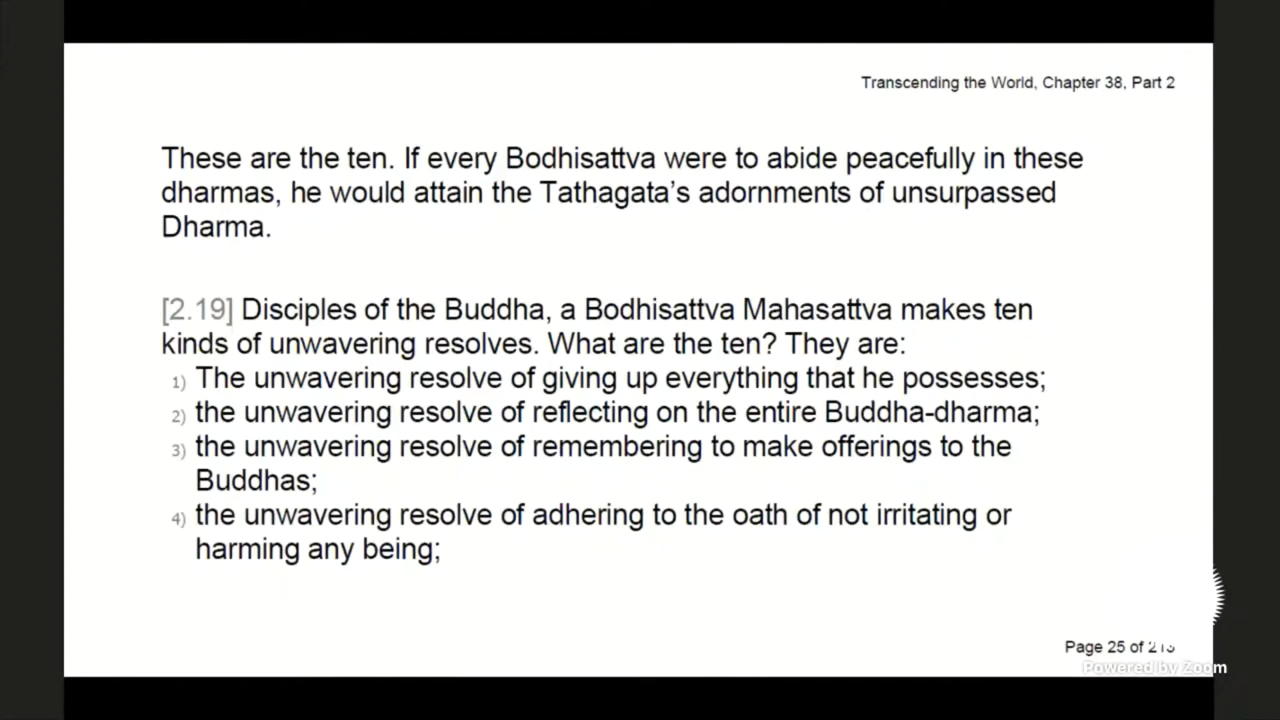 Transcending the World, Chapter 38, Part 2
These are the ten. If every Bodhisattva were to abide peacefully in these
dharmas, he would attain the Tathagata's adornments of unsurpassed
Dharma.
[2.19] Disciples of the Buddha, a Bodhisattva Mahasattva makes ten
kinds of unwavering resolves. What are the ten? They are:
1) The unwavering resolve of giving up everything that he possesses;
2) the unwavering resolve of reflecting on the entire Buddha-dharma;
3) the unwavering resolve of remembering to make offerings to the
Buddhas;
4) the unwavering resolve of adhering to the oath of not irritating or
harming any being;
Page 25 of
Powered by Zoom